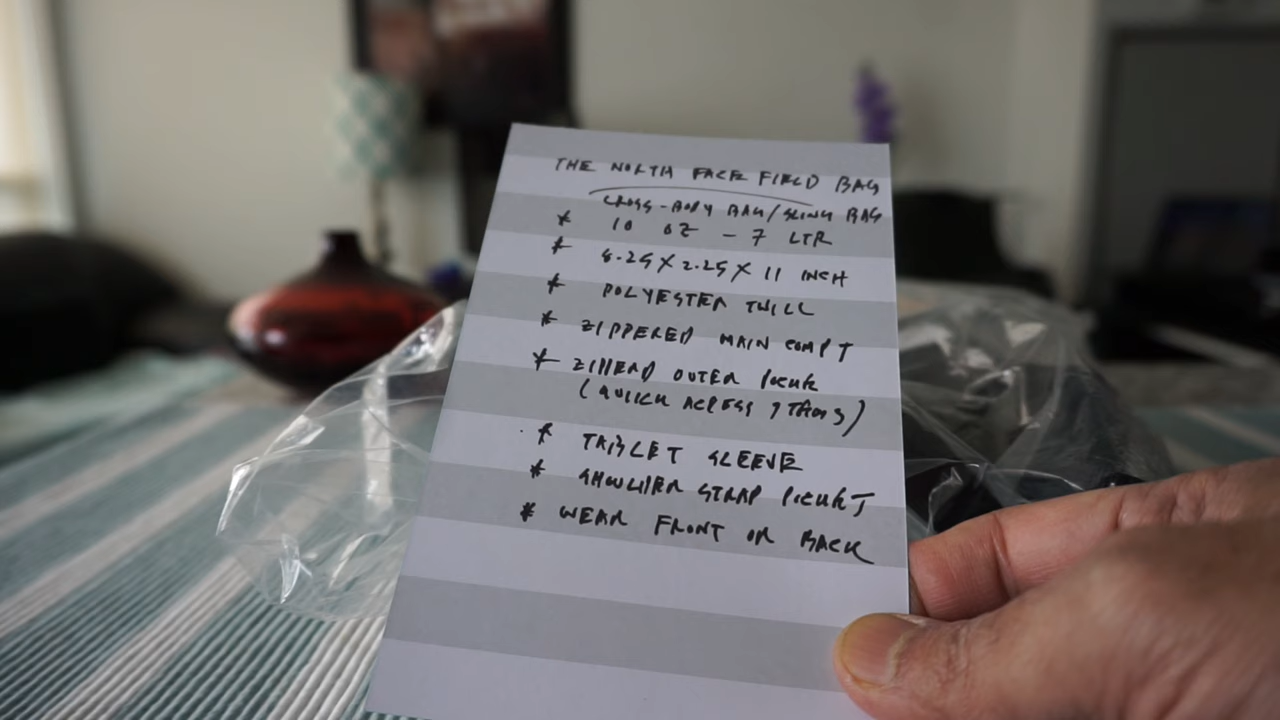 THE NORTH FACE FIELD BAG
CROSS-BODY BAG/SLING BAG
* 10 OZ - 7 LTR
* 8.25 X 2.25 X 11 INCH
* POLYESTER TWILL
* ZIPPERED MAIN COMPT
* OUTER
(QUICK ACCESS ITEMS)
* TABLET SLEEVE
* SHOULDER STRAP POCKET
* WEAR FRONT OR BACK